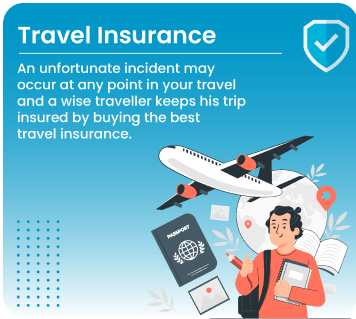 Travel Insurance
An unfortunate incident may
occur at any point in your travel
and a wise traveller keeps his trip
insured by buying the best
travel insurance.
PASSPORT